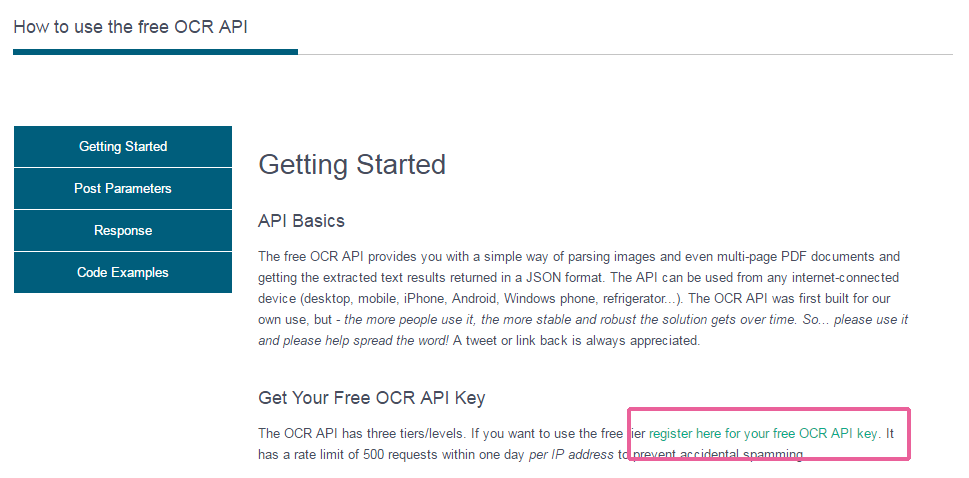 How to use the free OCR API
Getting Started
Post Parameters
Response
Code Examples
Getting Started
API Basics
The free OCR API provides you with a simple way of parsing images and even multi-page PDF documents and
getting the extracted text results returned in a JSON format. The API can be used from any internet-connected
device (desktop, mobile, iPhone, Android, Windows phone, refrigerator...). The OCR API was first built for our
own use, but - the more people use it, the more stable and robust the solution gets over time. So... please use it
and please help spread the word! A tweet or link back is always appreciated.
Get Your Free OCR API Key
The OCR API has three tiers/levels. If you want to use the free tier register here for your free OCR API key. It
has a rate limit of 500 requests within one day per IP address to prevent accidental spamming.